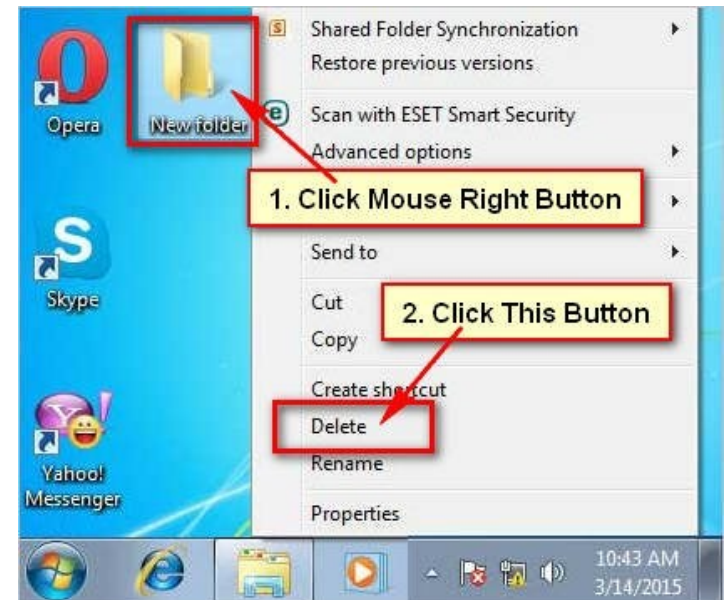 Opera
New folder
Skype
Yahoo!
Messenger
Shared Folder Synchronization
Restore previous versions
Scan with ESET Smart Security
Advanced options
1. Click Mouse Right Button
Send to
Cut
2. Click This Button
Copy
Create shortcut
Delete
Rename
Properties
10:43 AM
3/14/2015